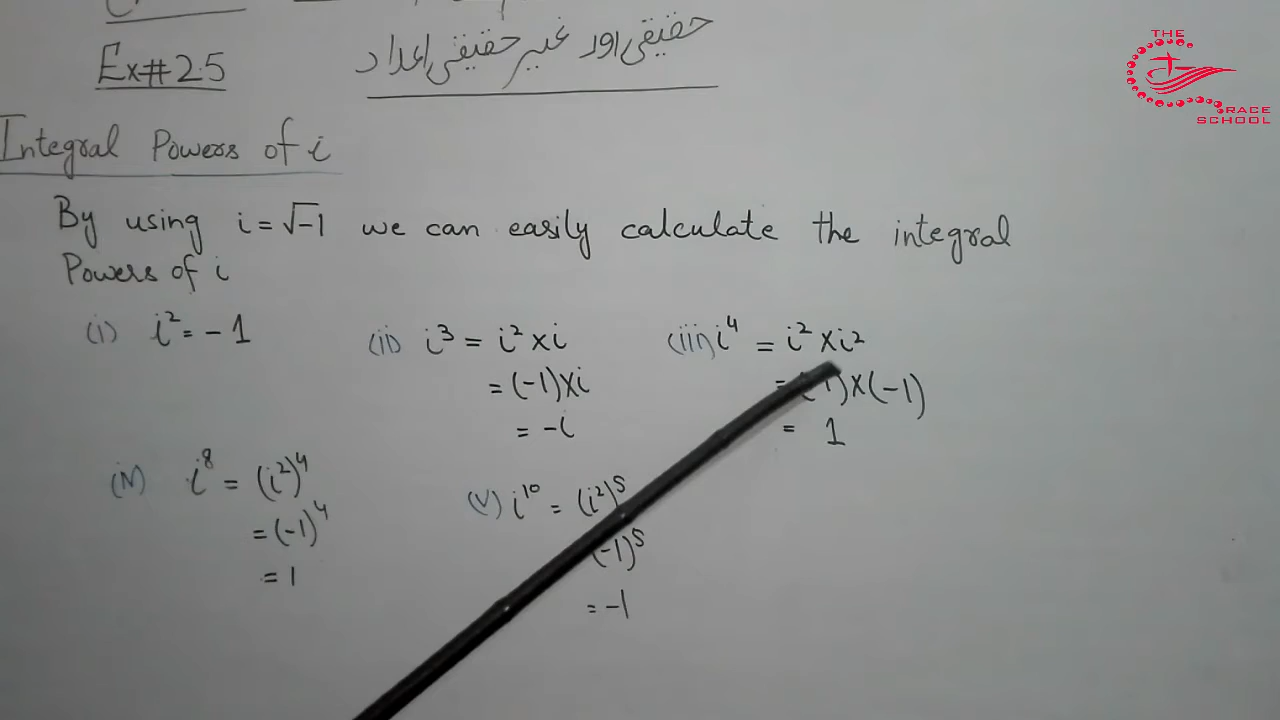 حقیقی اور غیر حقیقی اعداد
Ex# 2.5
THE
GRACE
SCHOOL
Integral Powers of i
By using i = √-1 we can easily calculate the integral
Powers of i
(i) i² = -1
(ii) i³ = i² x i
= (-1) x i
= -i
(iii) i⁴ = i² x i²
= (-1) x (-1)
= 1
(iv) i⁸ = (i²)⁴
= (-1)⁴
= 1
(v) i¹⁰ = (i²)⁵
(-1)⁵
= -1